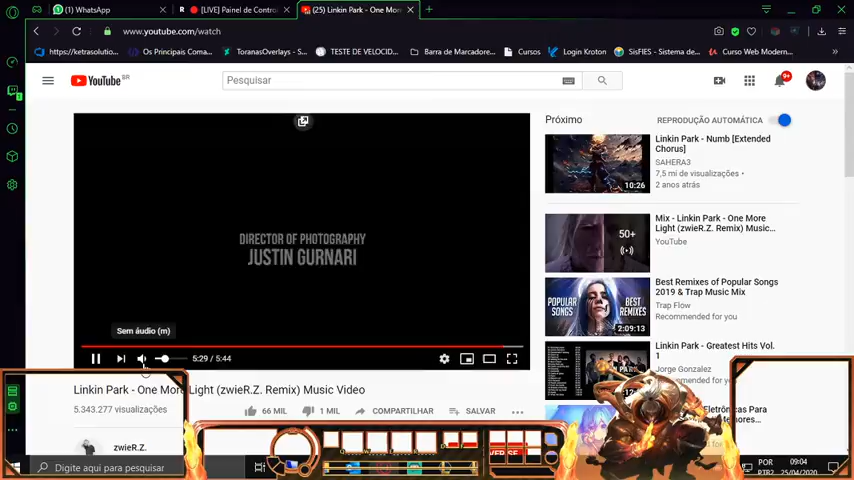 (1) WhatsApp
[LIVE] Painel de Contro
(25) Linkin Park - One Mo
www.youtube.com/watch
https://ketrasolutio...
Os Principais Coma...
ToranasOverlays - S...
TESTE DE VELOCID...
Barra de Marcadore...
Cursos
Login Kroton
SisFIES - Sistema de...
Curso Web Modern...
YouTube BR
Pesquisar
9+
DIRECTOR OF PHOTOGRAPHY
JUSTIN GURNARI
Sem áudio (m)
5:29 / 5:44
Linkin Park - One More Light (zwieR.Z. Remix) Music Video
5.343.277 visualizações
66 MIL
1 MIL
COMPARTILHAR
SALVAR
zwieR.Z.
Próximo
REPRODUÇÃO AUTOMÁTICA
Linkin Park - Numb [Extended
Chorus]
SAHERA3
7,5 mi de visualizações •
2 anos atrás
10:26
Mix - Linkin Park - One More
Light (zwieR.Z. Remix) Music...
YouTube
50+
Best Remixes of Popular Songs
2019 & Trap Music Mix
Trap Flow
Recommended for you
POPULAR
SONGS
BEST
REMIXES
2:09:13
Linkin Park - Greatest Hits Vol.
1
Jorge Gonzalez
Recommended for you
Digite aqui para pesquisar
POR
PTB2
09:04
25/04/2020